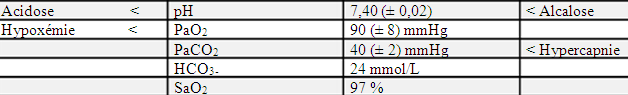 Acidose < pH 7,40 (± 0,02) < Alcalose
Hypoxémie < PaO2 90 (± 8) mmHg
PaCO2 40 (± 2) mmHg < Hypercapnie
HCO3- 24 mmol/L
SaO2 97 %